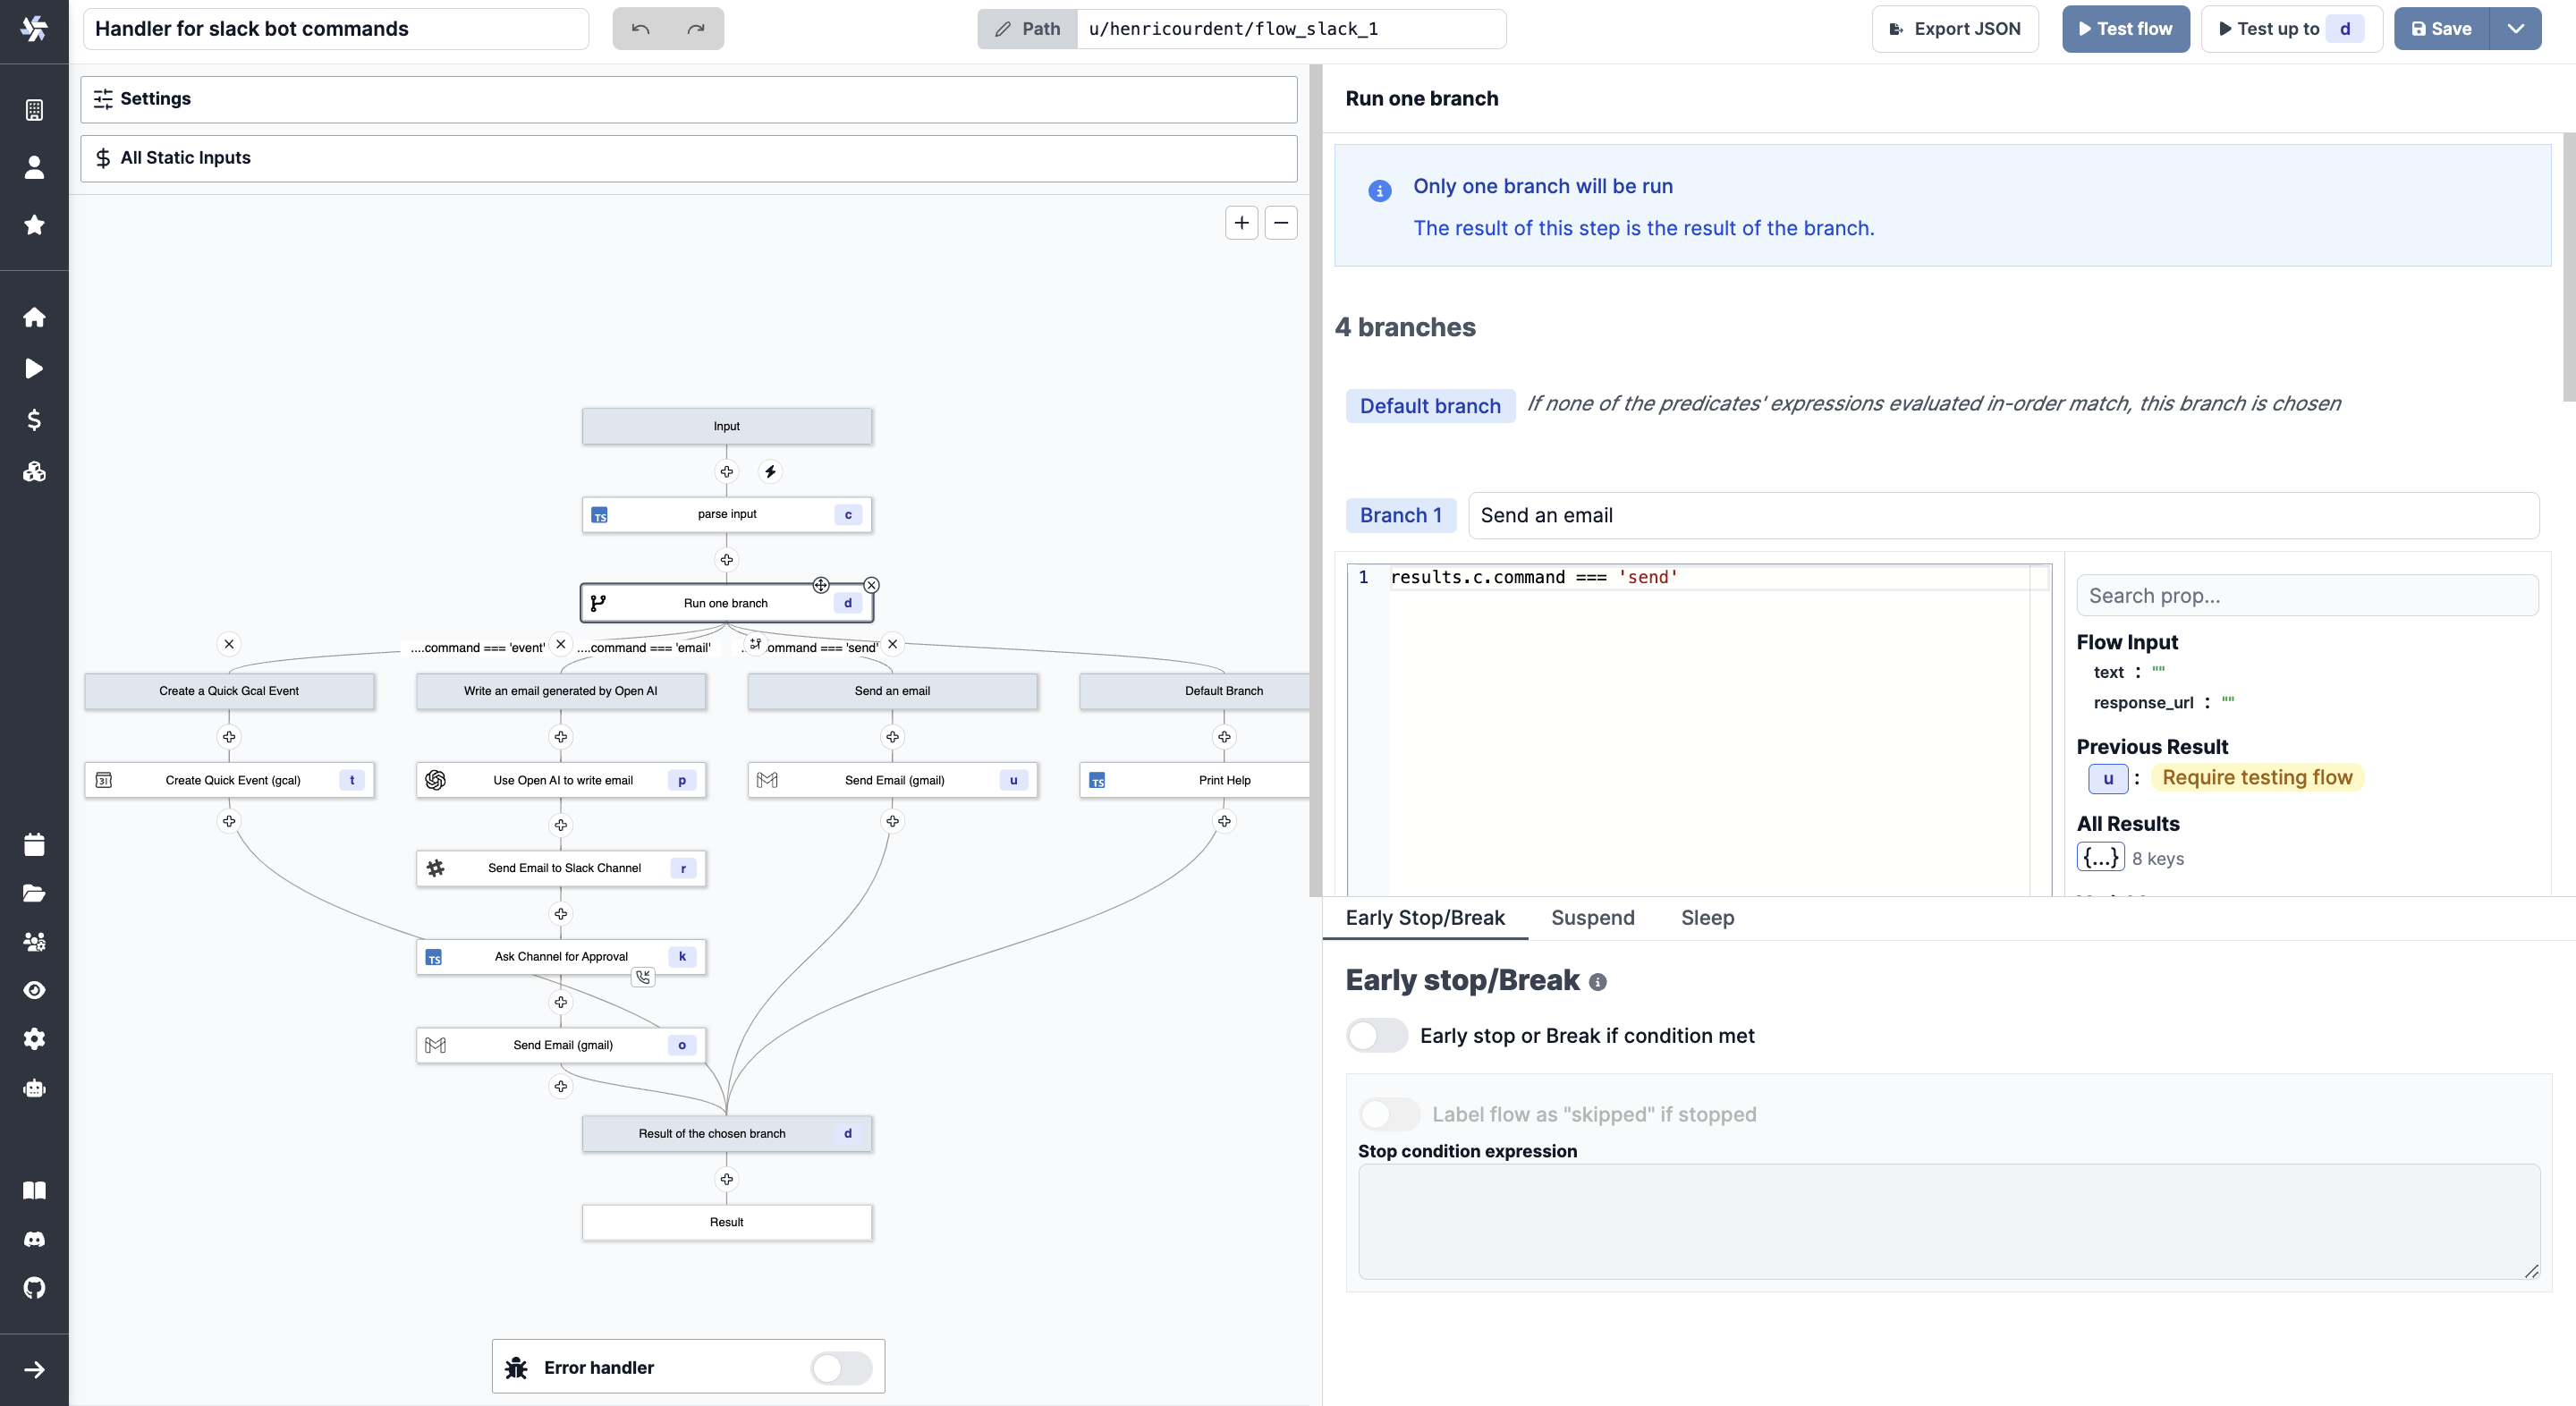 Handler for slack bot commands
Path
u/henricourdent/flow_slack_1
Export JSON
Test flow
Test up to d
Save
Settings
All Static Inputs
Input
TS parse input c
Run one branch d
....command === 'event'
....command === 'email'
ommand === 'send'
Create a Quick Gcal Event
Write an email generated by Open AI
Send an email
Default Branch
31 Create Quick Event (gcal) t
Use Open AI to write email p
Send Email (gmail) u
TS Print Help
Send Email to Slack Channel r
TS Ask Channel for Approval k
Send Email (gmail) o
Result of the chosen branch d
Result
Error handler
Run one branch
Only one branch will be run
The result of this step is the result of the branch.
4 branches
Default branch If none of the predicates' expressions evaluated in-order match, this branch is chosen
Branch 1 Send an email
1 results.c.command === 'send'
Search prop...
Flow Input
text : ""
response_url : ""
Previous Result
u : Require testing flow
All Results
{...} 8 keys
Early Stop/Break
Suspend
Sleep
Early stop/Break
Early stop or Break if condition met
Label flow as "skipped" if stopped
Stop condition expression